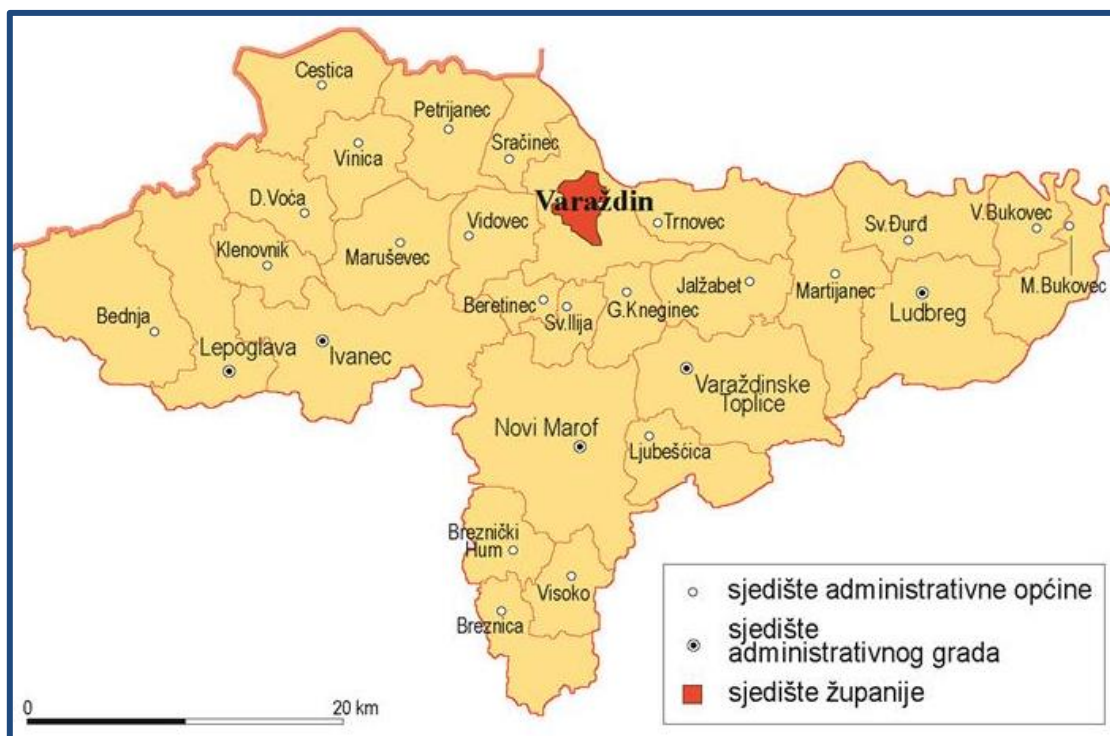 Cestica
Petrijanec
Sračinec
Vinica
Varaždin
D.Voća
Trnovec
V.Bukovec
Sv.Đurđ
Vidovec
Klenovnik
Maruševec
Jalžabet
Martijanec
M.Bukovec
Beretinec
Sv.Ilija
G.Kneginec
Ludbreg
Bednja
Lepoglava
Ivanec
Varaždinske
Toplice
Novi Marof
Ljubešćica
Breznički
Hum
Visoko
Breznica
sjedište administrativne općine
sjedište
administrativnog grada
sjedište županije
0 20 km